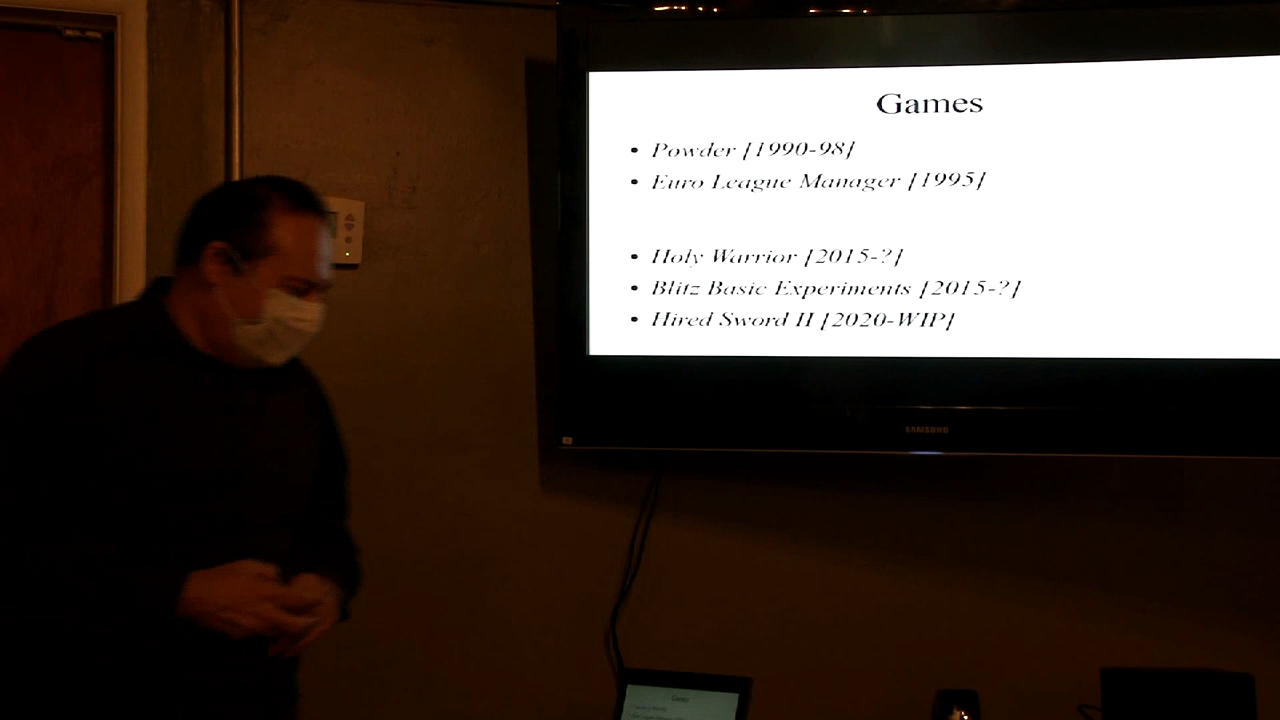 Games
• Powder [1990-98]
• Euro League Manager [1995]
• Holy Warrior [2015-?]
• Blitz Basic Experiments [2015-?]
• Hired Sword II [2020-WIP]
SAMSUNG
Games